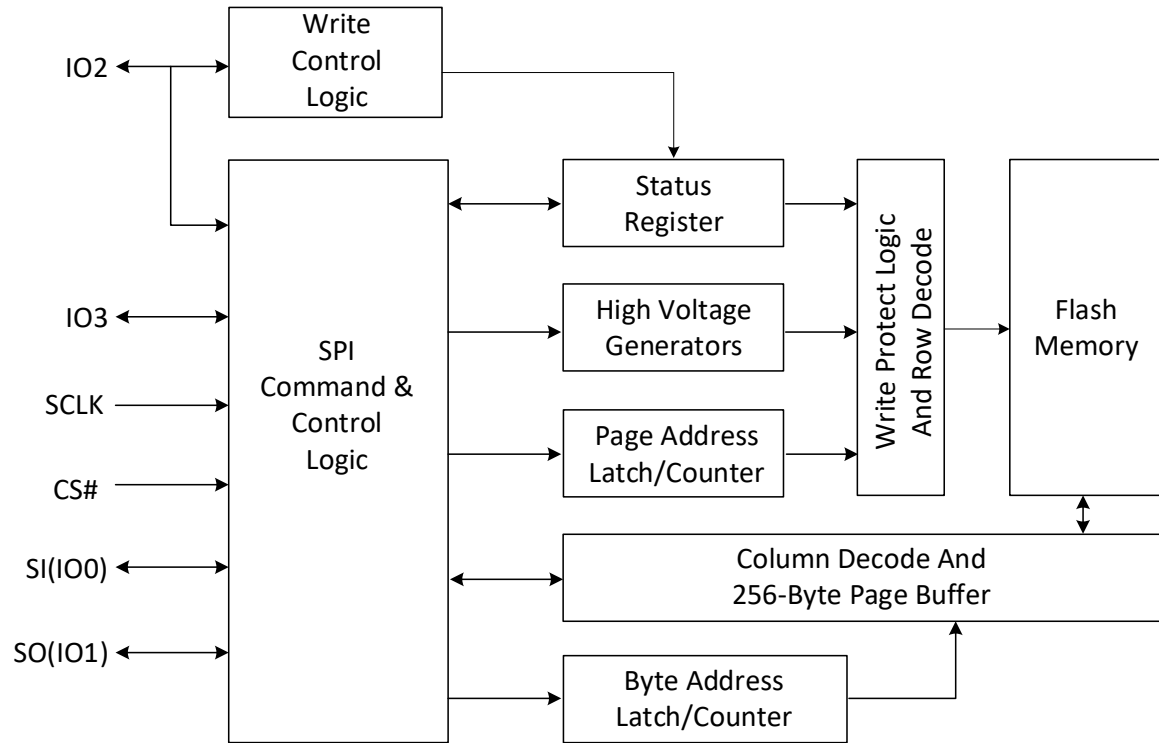 Write
Control
Logic
IO2
Status
Register
IO3
SPI
Command &
Control
Logic
High Voltage
Generators
Write Protect Logic
And Row Decode
Flash
Memory
SCLK
Page Address
Latch/Counter
CS#
SI(IO0)
Column Decode And
256-Byte Page Buffer
SO(IO1)
Byte Address
Latch/Counter